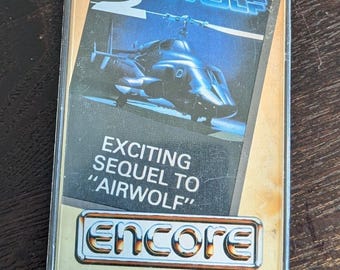 EXCITING
SEQUEL TO
"AIRWOLF"
encore